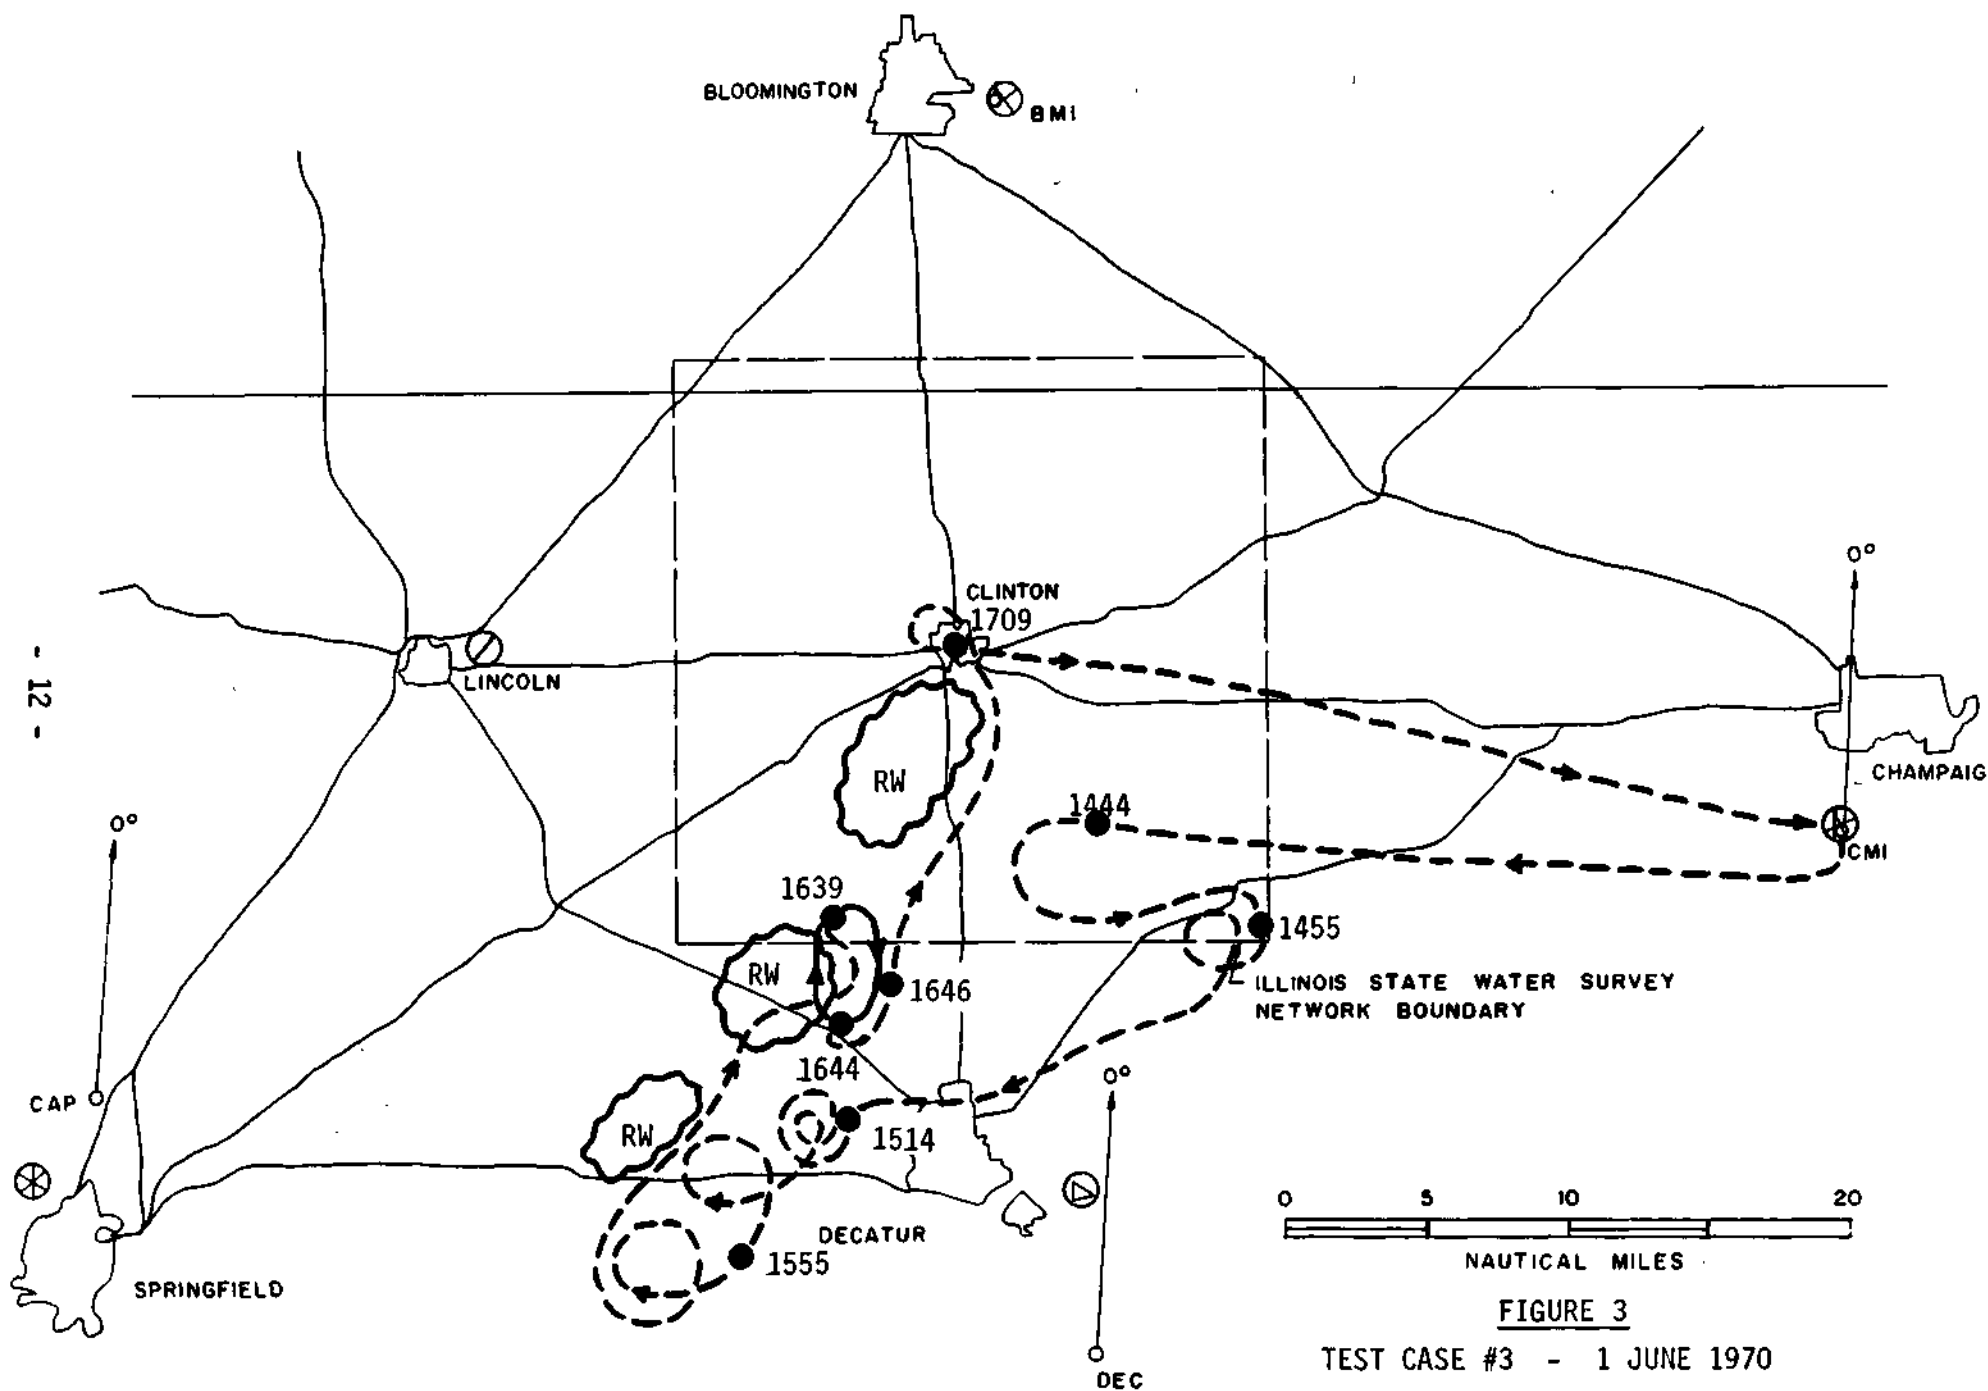 BLOOMINGTON
BMI
CLINTON
1709
0°
LINCOLN
- 12 -
RW
CHAMPAIG
1444
0°
CMI
1639
1455
RW
1646
ILLINOIS STATE WATER SURVEY
NETWORK BOUNDARY
1644
0°
CAP
RW
1514
0 5 10 20
DECATUR
1555
NAUTICAL MILES
SPRINGFIELD
FIGURE 3
TEST CASE #3 - 1 JUNE 1970
DEC